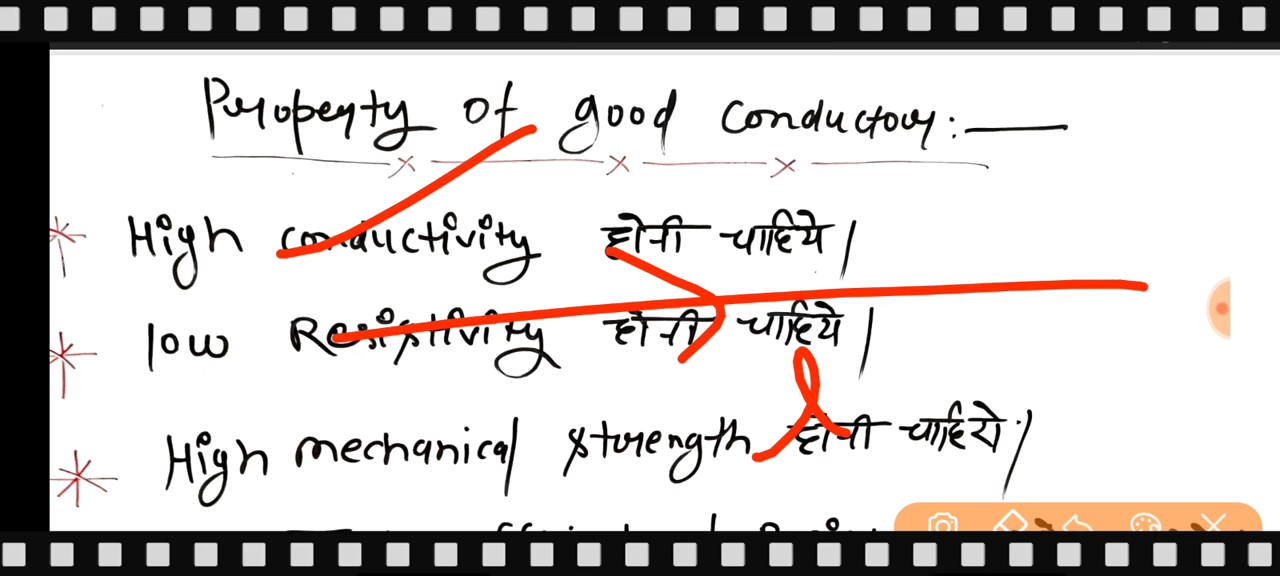 Property of good conductor:—
High conductivity होनी चाहिये।
low Resistivity होनी चाहिये।
High mechanical strength होनी चाहिये।